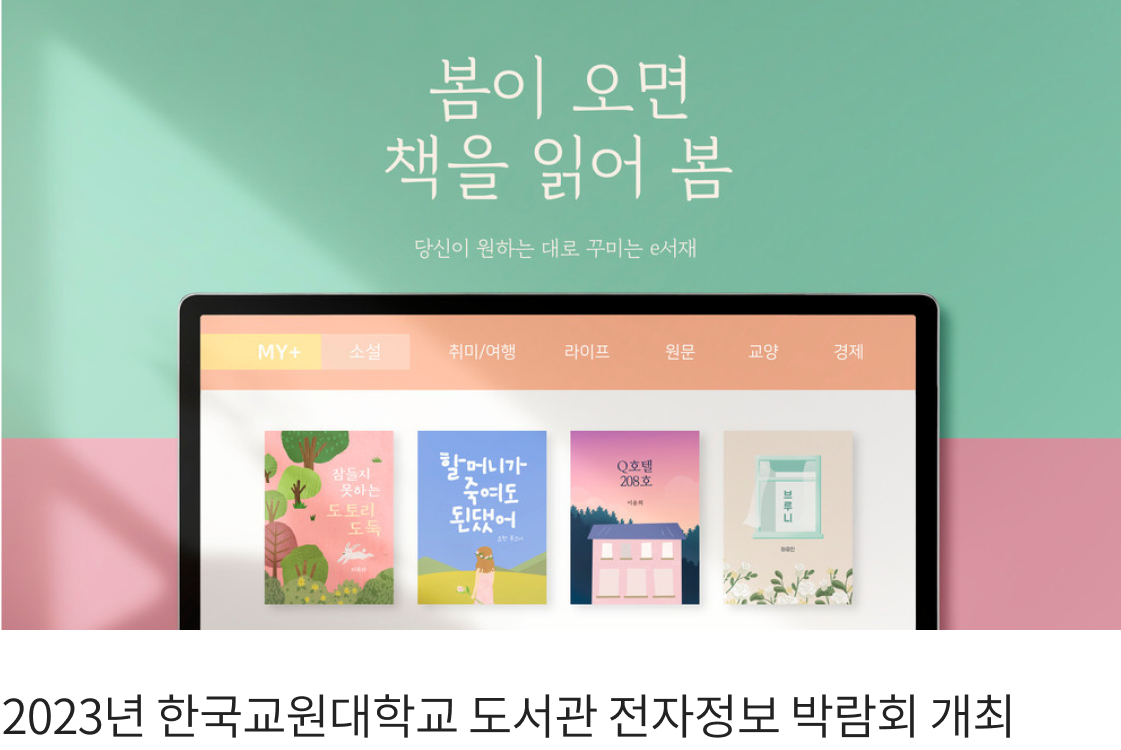 봄이 오면
책을 읽어 봄
당신이 원하는 대로 꾸미는 e서재
MY+ 소설 취미/여행 라이프 원문 교양 경제
잠들지
못하는
도토리
도둑
할머니가
죽여도
된댔어
Q호텔
208호
브루니
2023년 한국교원대학교 도서관 전자정보 박람회 개최